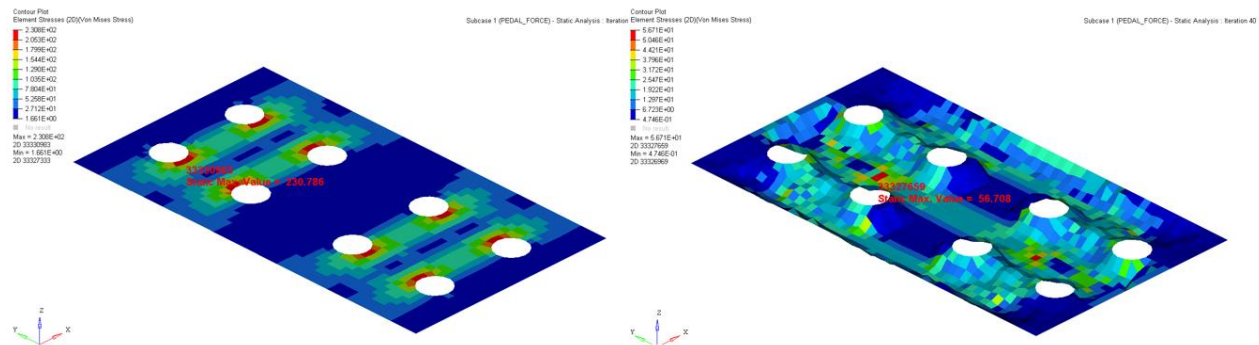 Contour Plot
Element Stresses (2D)(Von Mises Stress)
Subcase 1 (PEDAL_FORCE) - Static Analysis : Iteration
2.308E+02
2.053E+02
1.799E+02
1.544E+02
1.290E+02
1.035E+02
7.804E+01
5.258E+01
2.712E+01
1.661E+00
No result
Max = 2.308E+02
2D 33330983
Min = 1.661E+00
2D 33327333
Static Max. Value = 230.786
Z
Y
X
Contour Plot
Element Stresses (2D)(Von Mises Stress)
Subcase 1 (PEDAL_FORCE) - Static Analysis : Iteration 40
5.671E+01
5.046E+01
4.421E+01
3.796E+01
3.172E+01
2.547E+01
1.922E+01
1.297E+01
6.723E+00
4.746E-01
No result
Max = 5.671E+01
2D 33327659
Min = 4.746E-01
2D 33326969
33327659
Static Max. Value = 56.708
Z
Y
X